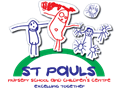 ST PAULS
NURSERY SCHOOL AND CHILDREN'S CENTRE
EXCELLING TOGETHER